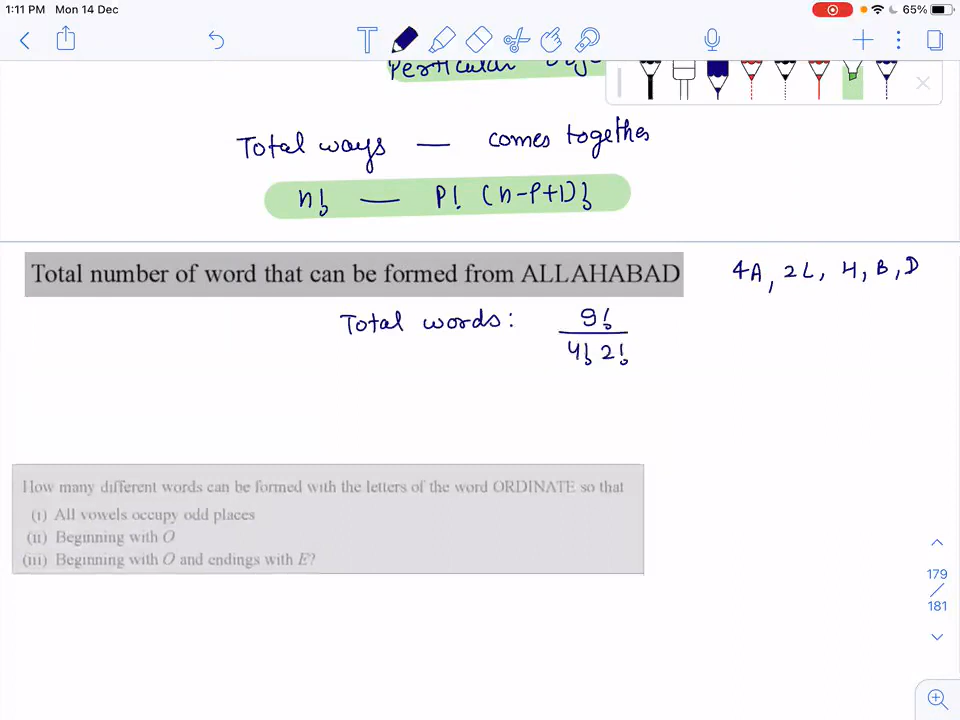 1:11 PM Mon 14 Dec
65%
Total ways — comes together
n! — P! (n-P+1)!
Total number of word that can be formed from ALLAHABAD
4A, 2L, H, B, D
Total words: 9!
4! 2!
How many different words can be formed with the letters of the word ORDINATE so that
(i) All vowels occupy odd places
(ii) Beginning with O
(iii) Beginning with O and endings with E?
179
/
181